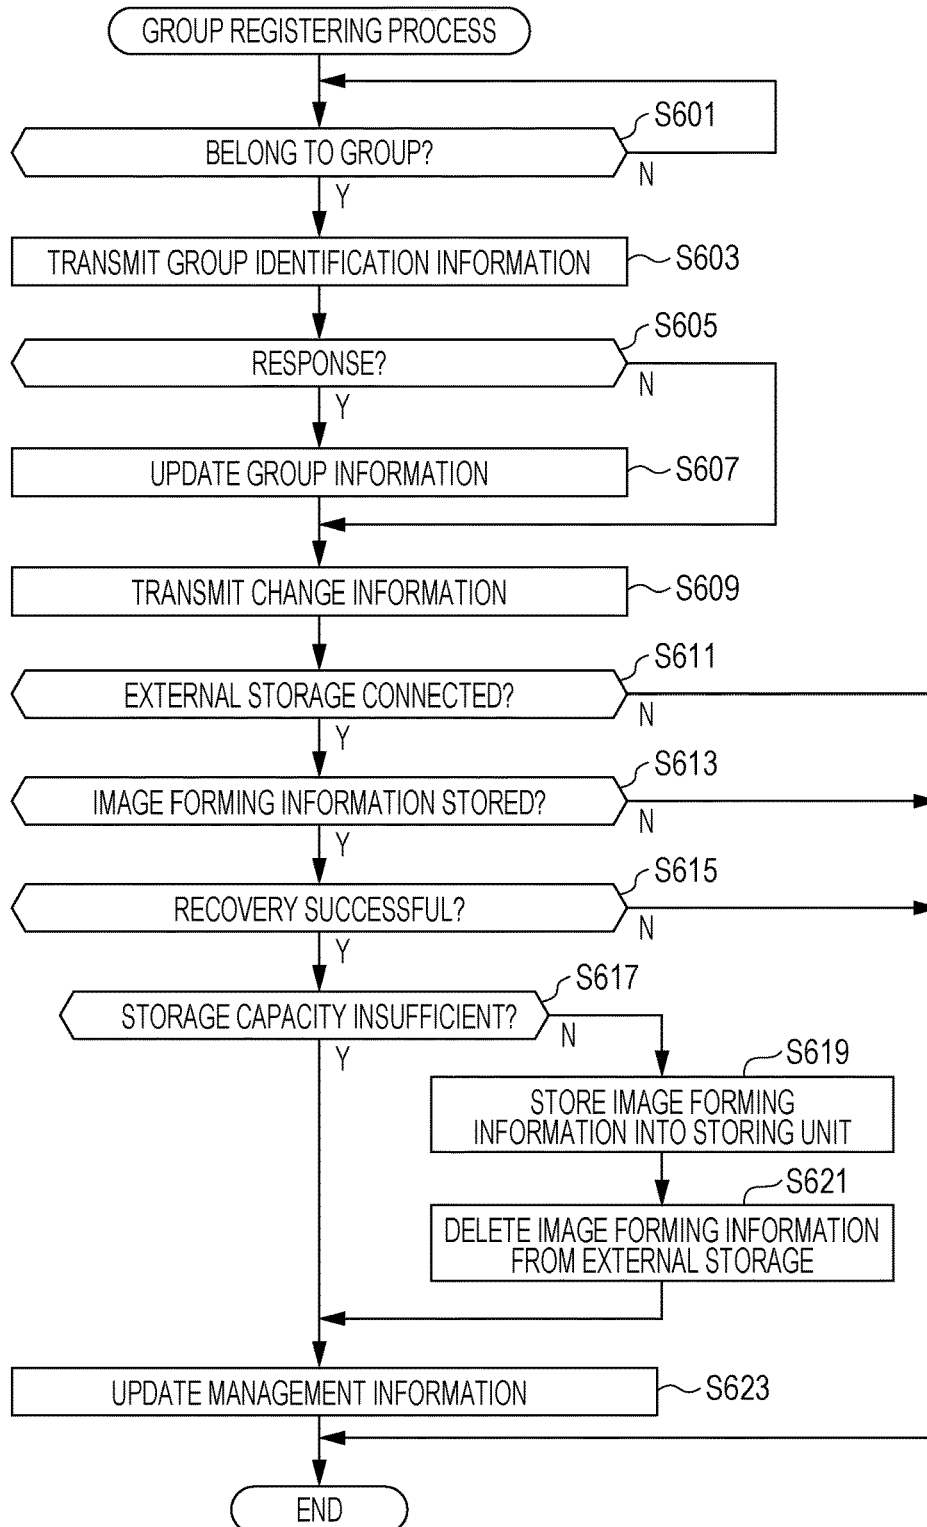 GROUP REGISTERING PROCESS
S601
BELONG TO GROUP?
N
Y
TRANSMIT GROUP IDENTIFICATION INFORMATION
S603
S605
RESPONSE?
N
Y
UPDATE GROUP INFORMATION
S607
TRANSMIT CHANGE INFORMATION
S609
S611
EXTERNAL STORAGE CONNECTED?
N
Y
S613
IMAGE FORMING INFORMATION STORED?
N
Y
S615
RECOVERY SUCCESSFUL?
N
Y
S617
STORAGE CAPACITY INSUFFICIENT?
N
Y
S619
STORE IMAGE FORMING
INFORMATION INTO STORING UNIT
S621
DELETE IMAGE FORMING INFORMATION
FROM EXTERNAL STORAGE
UPDATE MANAGEMENT INFORMATION
S623
END